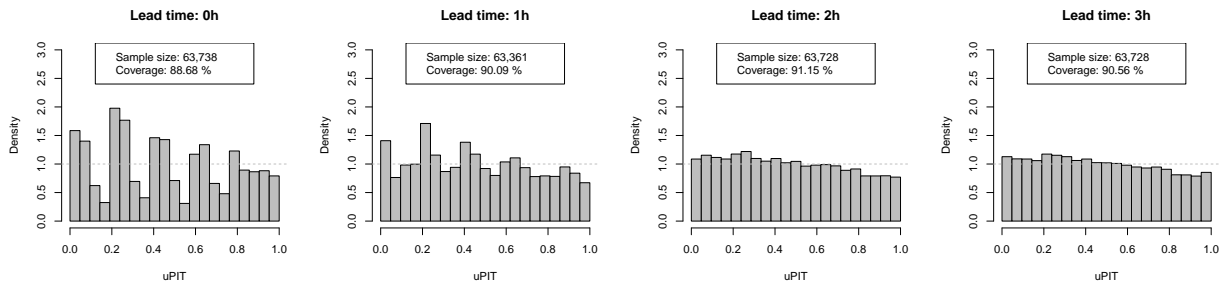 Lead time: 0h
Sample size: 63,738
Coverage: 88.68 %
Density
0.0 0.5 1.0 1.5 2.0 2.5 3.0
0.0 0.2 0.4 0.6 0.8 1.0
uPIT
Lead time: 1h
Sample size: 63,361
Coverage: 90.09 %
Density
0.0 0.5 1.0 1.5 2.0 2.5 3.0
0.0 0.2 0.4 0.6 0.8 1.0
uPIT
Lead time: 2h
Sample size: 63,728
Coverage: 91.15 %
Density
0.0 0.5 1.0 1.5 2.0 2.5 3.0
0.0 0.2 0.4 0.6 0.8 1.0
uPIT
Lead time: 3h
Sample size: 63,728
Coverage: 90.56 %
Density
0.0 0.5 1.0 1.5 2.0 2.5 3.0
0.0 0.2 0.4 0.6 0.8 1.0
uPIT